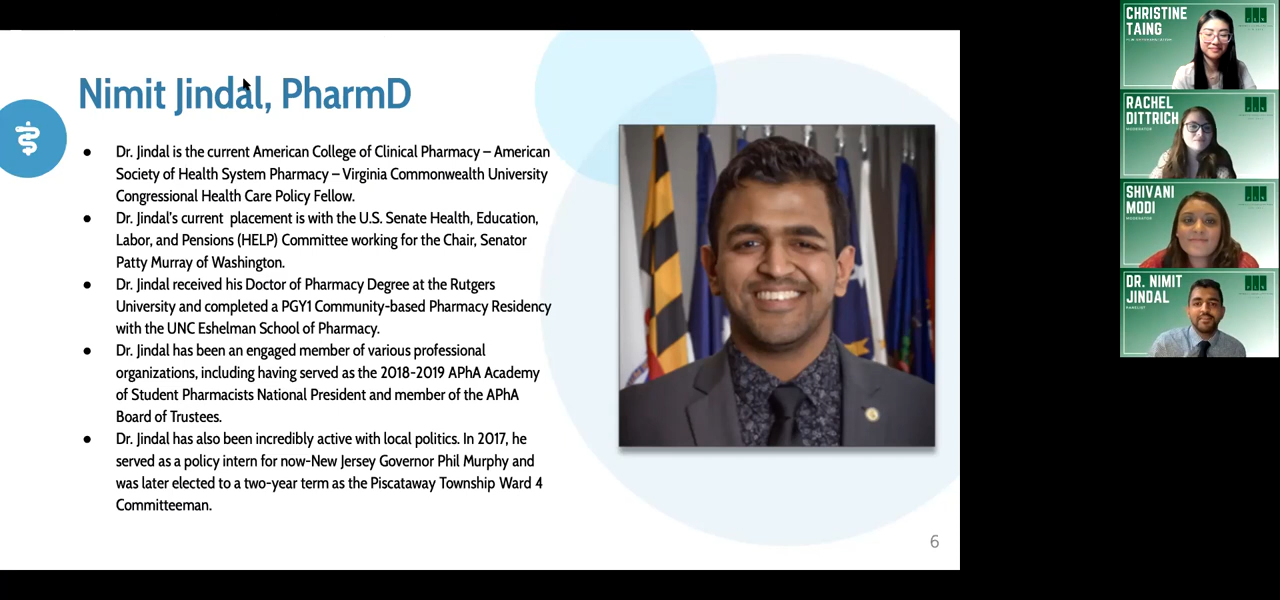 Nimit Jindal, PharmD
● Dr. Jindal is the current American College of Clinical Pharmacy – American
Society of Health System Pharmacy – Virginia Commonwealth University
Congressional Health Care Policy Fellow.
● Dr. Jindal's current placement is with the U.S. Senate Health, Education,
Labor, and Pensions (HELP) Committee working for the Chair, Senator
Patty Murray of Washington.
● Dr. Jindal received his Doctor of Pharmacy Degree at the Rutgers
University and completed a PGY1 Community-based Pharmacy Residency
with the UNC Eshelman School of Pharmacy.
● Dr. Jindal has been an engaged member of various professional
organizations, including having served as the 2018-2019 APhA Academy
of Student Pharmacists National President and member of the APhA
Board of Trustees.
● Dr. Jindal has also been incredibly active with local politics. In 2017, he
served as a policy intern for now-New Jersey Governor Phil Murphy and
was later elected to a two-year term as the Piscataway Township Ward 4
Committeeman.
6
CHRISTINE
TAING
RACHEL
DITTRICH
MODERATOR
SHIVANI
MODI
MODERATOR
DR. NIMIT
JINDAL
PANELIST